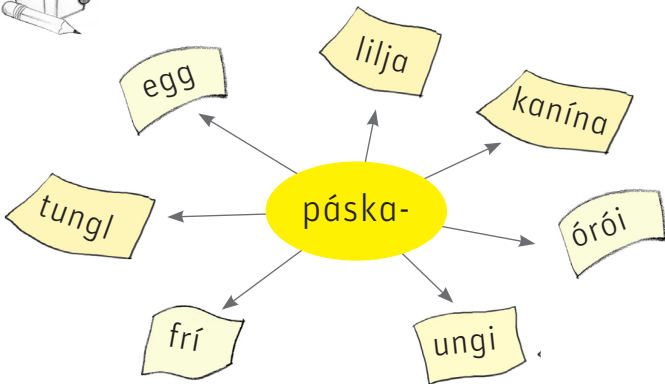 lilja
egg
kanína
páska-
tungl
órói
frí
ungi